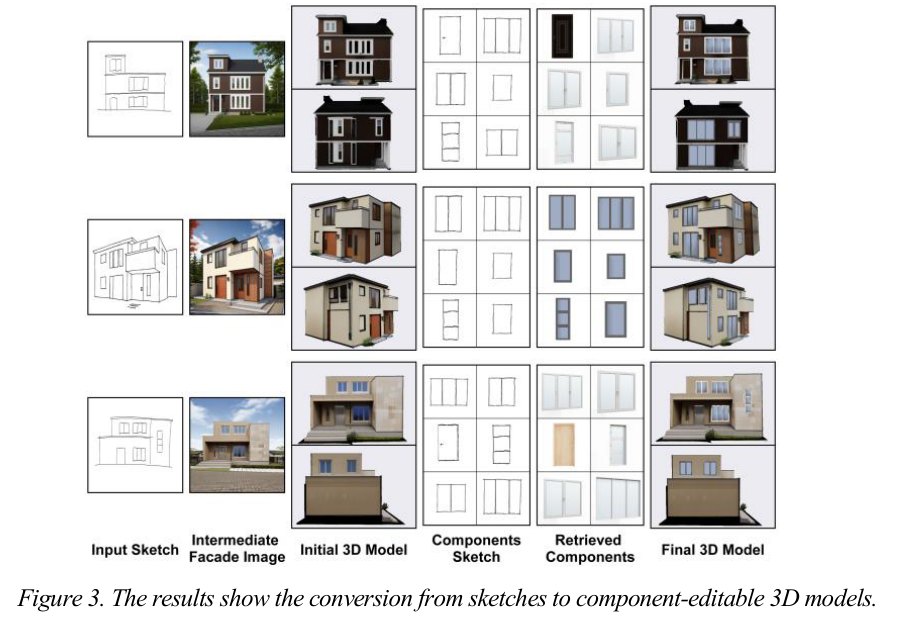 Input Sketch
Intermediate
Facade Image
Initial 3D Model
Components
Sketch
Retrieved
Components
Final 3D Model
Figure 3. The results show the conversion from sketches to component-editable 3D models.